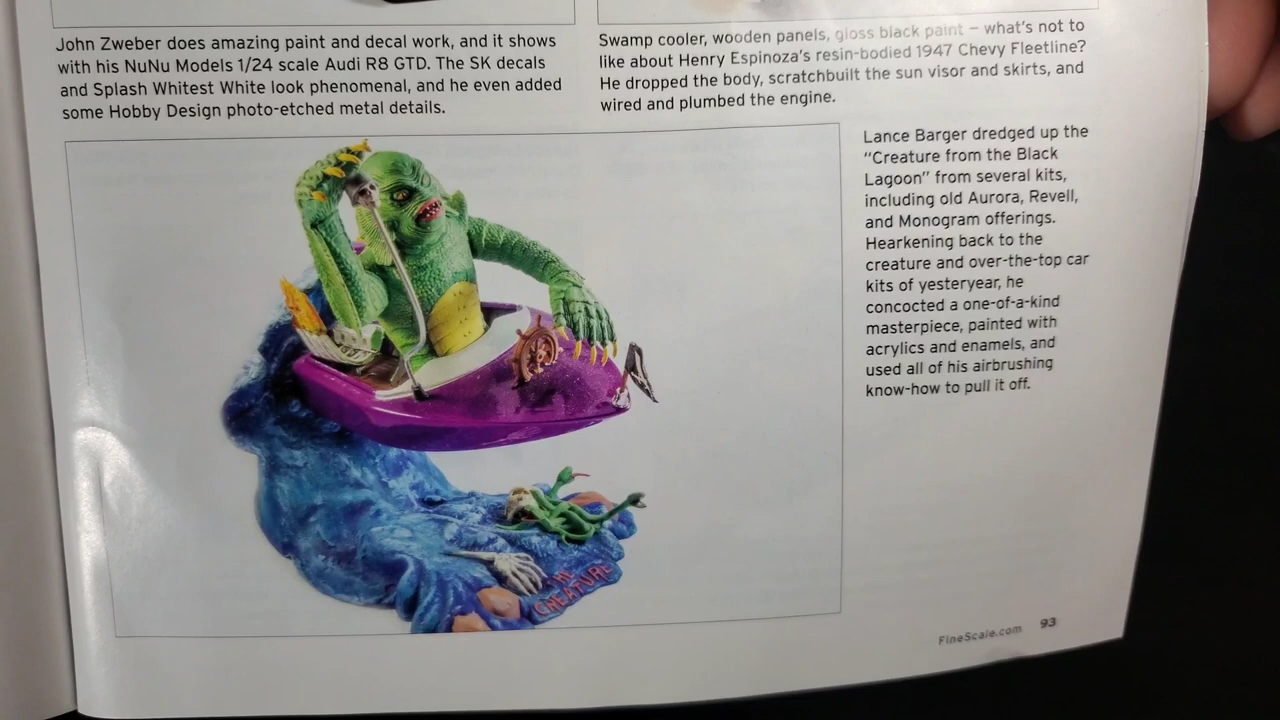 John Zweber does amazing paint and decal work, and it shows
with his NuNu Models 1/24 scale Audi R8 GTD. The SK decals
and Splash Whitest White look phenomenal, and he even added
some Hobby Design photo-etched metal details.
Swamp cooler, wooden panels, gloss black paint – what's not to
like about Henry Espinoza's resin-bodied 1947 Chevy Fleetline?
He dropped the body, scratchbuilt the sun visor and skirts, and
wired and plumbed the engine.
Lance Barger dredged up the
“Creature from the Black
Lagoon” from several kits,
including old Aurora, Revell,
and Monogram offerings.
Hearkening back to the
creature and over-the-top car
kits of yesteryear, he
concocted a one-of-a-kind
masterpiece, painted with
acrylics and enamels, and
used all of his airbrushing
know-how to pull it off.
CREATURE
FineScale.com 93